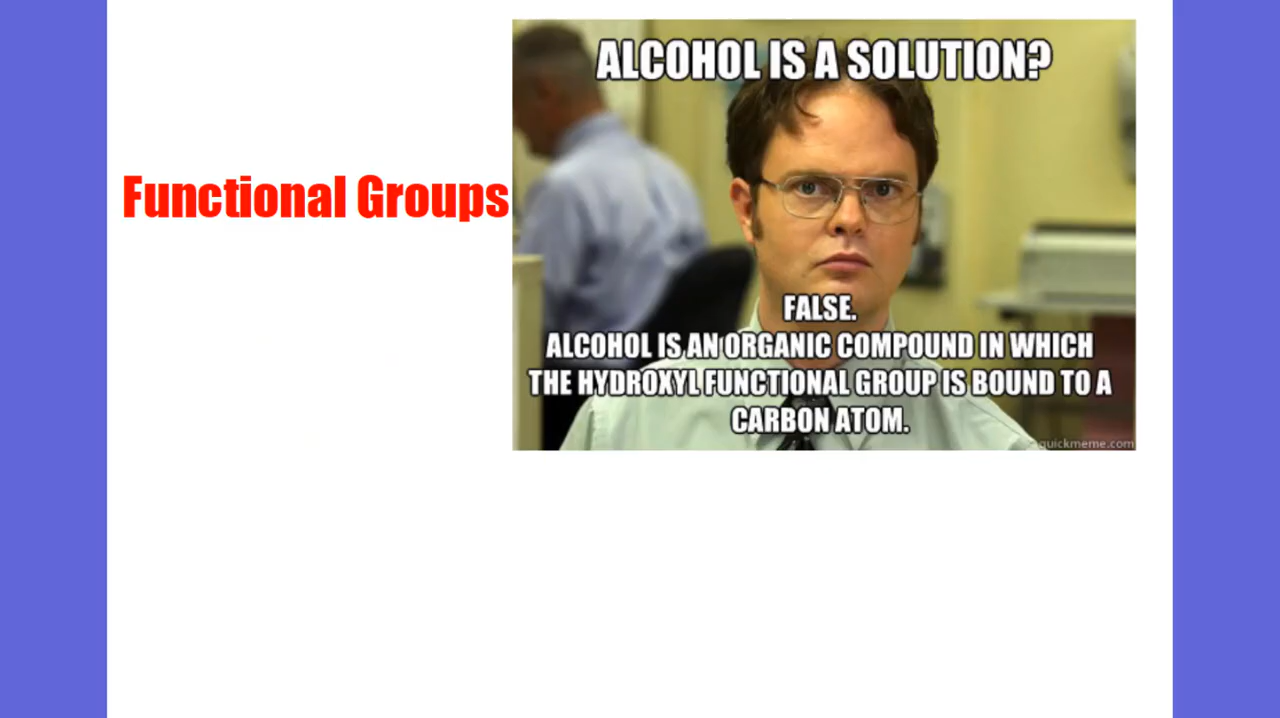 ALCOHOL IS A SOLUTION?
Functional Groups
FALSE.
ALCOHOL IS AN ORGANIC COMPOUND IN WHICH
THE HYDROXYL FUNCTIONAL GROUP IS BOUND TO A
CARBON ATOM.
quickmeme.com